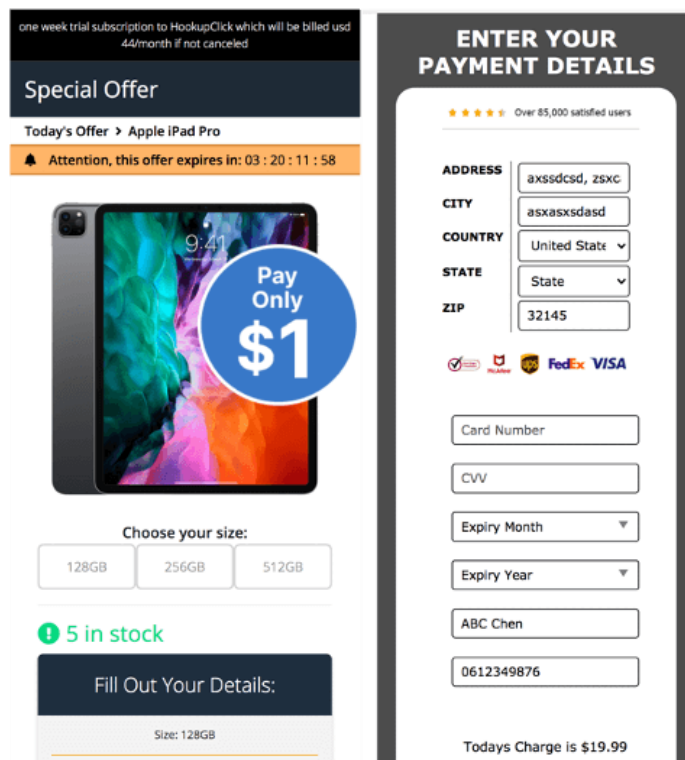 one week trial subscription to HookupClick which will be billed usd
44/month if not canceled
Special Offer
Today's Offer > Apple iPad Pro
Attention, this offer expires in: 03 : 20 : 11 : 58
9:41
Pay
Only
$1
Choose your size:
128GB
256GB
512GB
5 in stock
Fill Out Your Details:
Size: 128GB
ENTER YOUR
PAYMENT DETAILS
Over 85,000 satisfied users
ADDRESS
axssdcsd, zsxc
CITY
asxasxsdasd
COUNTRY
United State
STATE
State
ZIP
32145
McAfee
ups
FedEx
VISA
Card Number
CVV
Expiry Month
Expiry Year
ABC Chen
0612349876
Todays Charge is $19.99